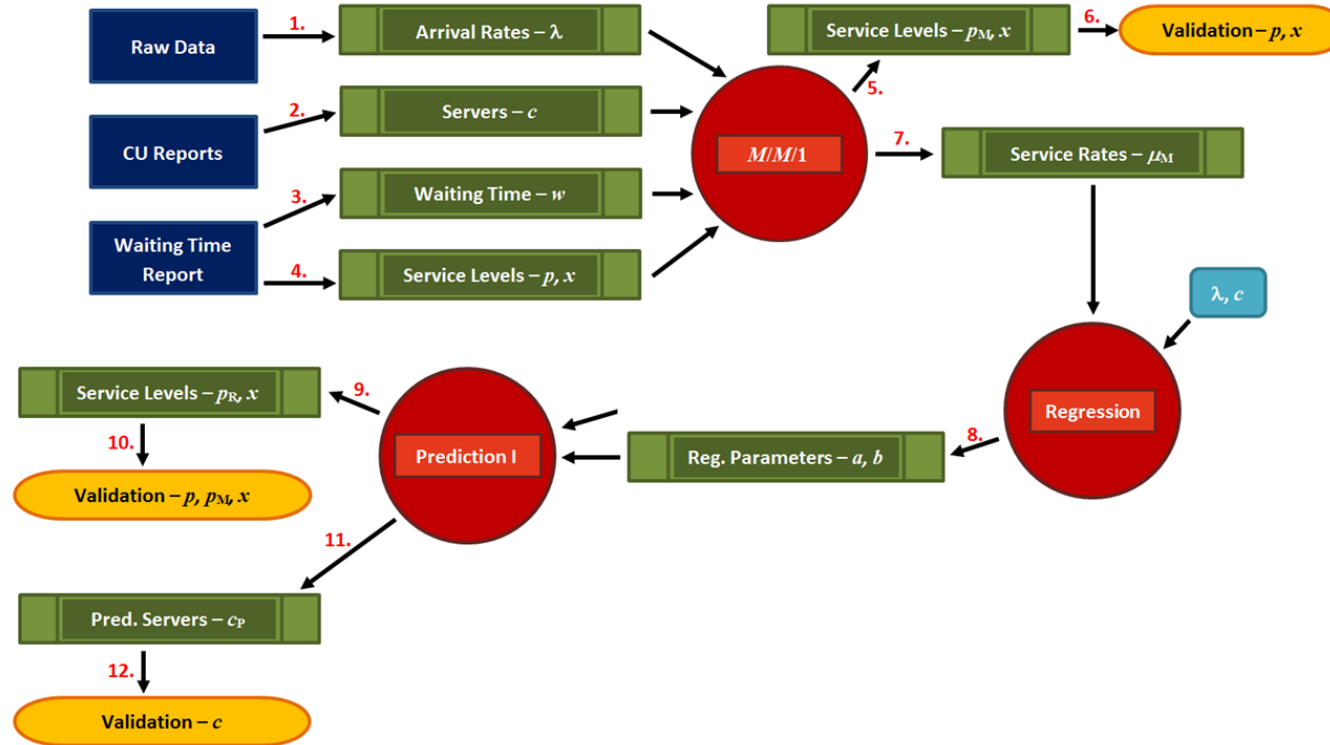 1.
Raw Data
Arrival Rates – λ
Service Levels – pM, x
6.
Validation – p, x
5.
2.
Servers – c
CU Reports
M/M/1
7.
Service Rates – μM
3.
Waiting Time – w
Waiting Time
Report
4.
Service Levels – p, x
λ, c
Service Levels – pR, x
9.
Regression
10.
Prediction I
Reg. Parameters – a, b
8.
Validation – p, pM, x
11.
Pred. Servers – cP
12.
Validation – c